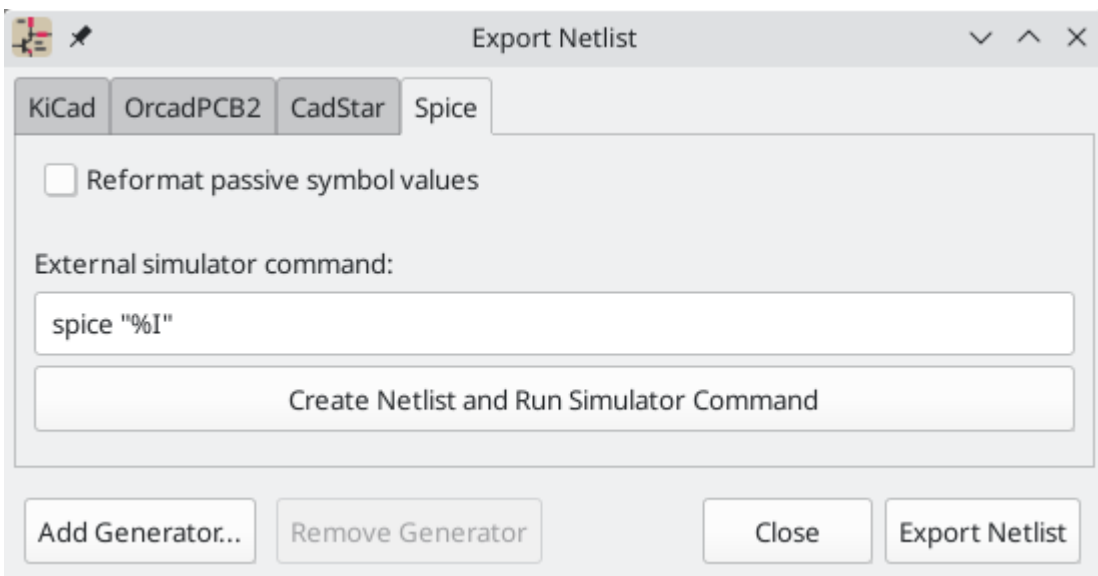 Export Netlist
KiCad OrcadPCB2 CadStar Spice
Reformat passive symbol values
External simulator command:
spice "%I"
Create Netlist and Run Simulator Command
Add Generator... Remove Generator Close Export Netlist